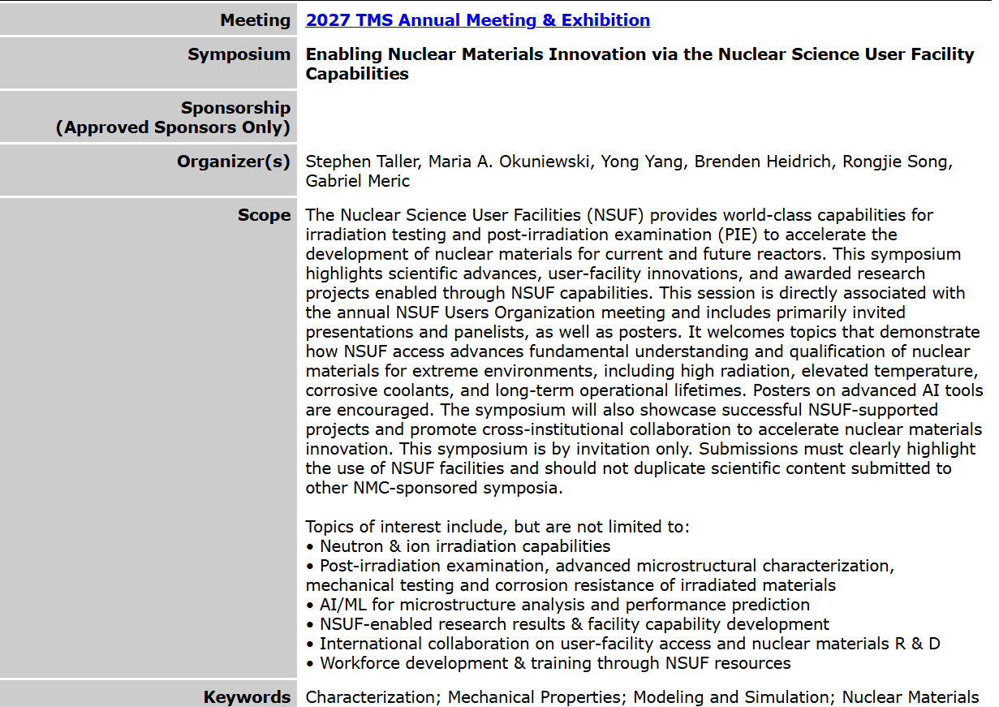 Meeting
2027 TMS Annual Meeting & Exhibition
Symposium
Enabling Nuclear Materials Innovation via the Nuclear Science User Facility
Capabilities
Sponsorship
(Approved Sponsors Only)
Organizer(s)
Stephen Taller, Maria A. Okuniewski, Yong Yang, Brenden Heidrich, Rongjie Song,
Gabriel Meric
Scope
The Nuclear Science User Facilities (NSUF) provides world-class capabilities for
irradiation testing and post-irradiation examination (PIE) to accelerate the
development of nuclear materials for current and future reactors. This symposium
highlights scientific advances, user-facility innovations, and awarded research
projects enabled through NSUF capabilities. This session is directly associated with
the annual NSUF Users Organization meeting and includes primarily invited
presentations and panelists, as well as posters. It welcomes topics that demonstrate
how NSUF access advances fundamental understanding and qualification of nuclear
materials for extreme environments, including high radiation, elevated temperature,
corrosive coolants, and long-term operational lifetimes. Posters on advanced AI tools
are encouraged. The symposium will also showcase successful NSUF-supported
projects and promote cross-institutional collaboration to accelerate nuclear materials
innovation. This symposium is by invitation only. Submissions must clearly highlight
the use of NSUF facilities and should not duplicate scientific content submitted to
other NMC-sponsored symposia.
Topics of interest include, but are not limited to:
• Neutron & ion irradiation capabilities
• Post-irradiation examination, advanced microstructural characterization,
mechanical testing and corrosion resistance of irradiated materials
• AI/ML for microstructure analysis and performance prediction
• NSUF-enabled research results & facility capability development
• International collaboration on user-facility access and nuclear materials R & D
• Workforce development & training through NSUF resources
Keywords
Characterization; Mechanical Properties; Modeling and Simulation; Nuclear Materials